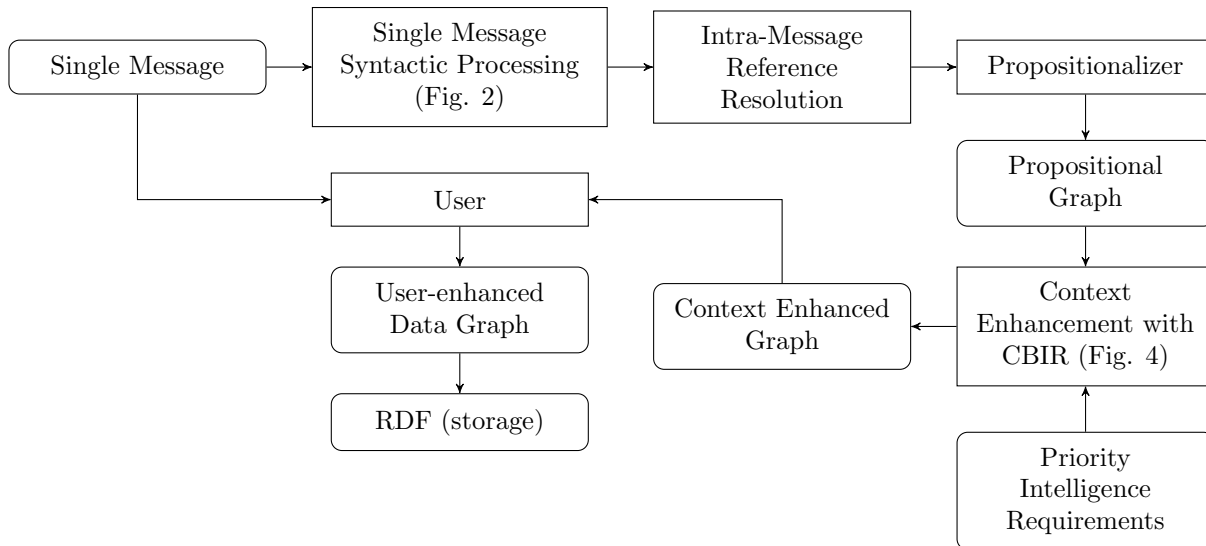 Single Message
Single Message
Syntactic Processing
(Fig. 2)
Intra-Message
Reference
Resolution
Propositionalizer
Propositional
Graph
User
User-enhanced
Data Graph
Context Enhanced
Graph
Context
Enhancement with
CBIR (Fig. 4)
RDF (storage)
Priority
Intelligence
Requirements